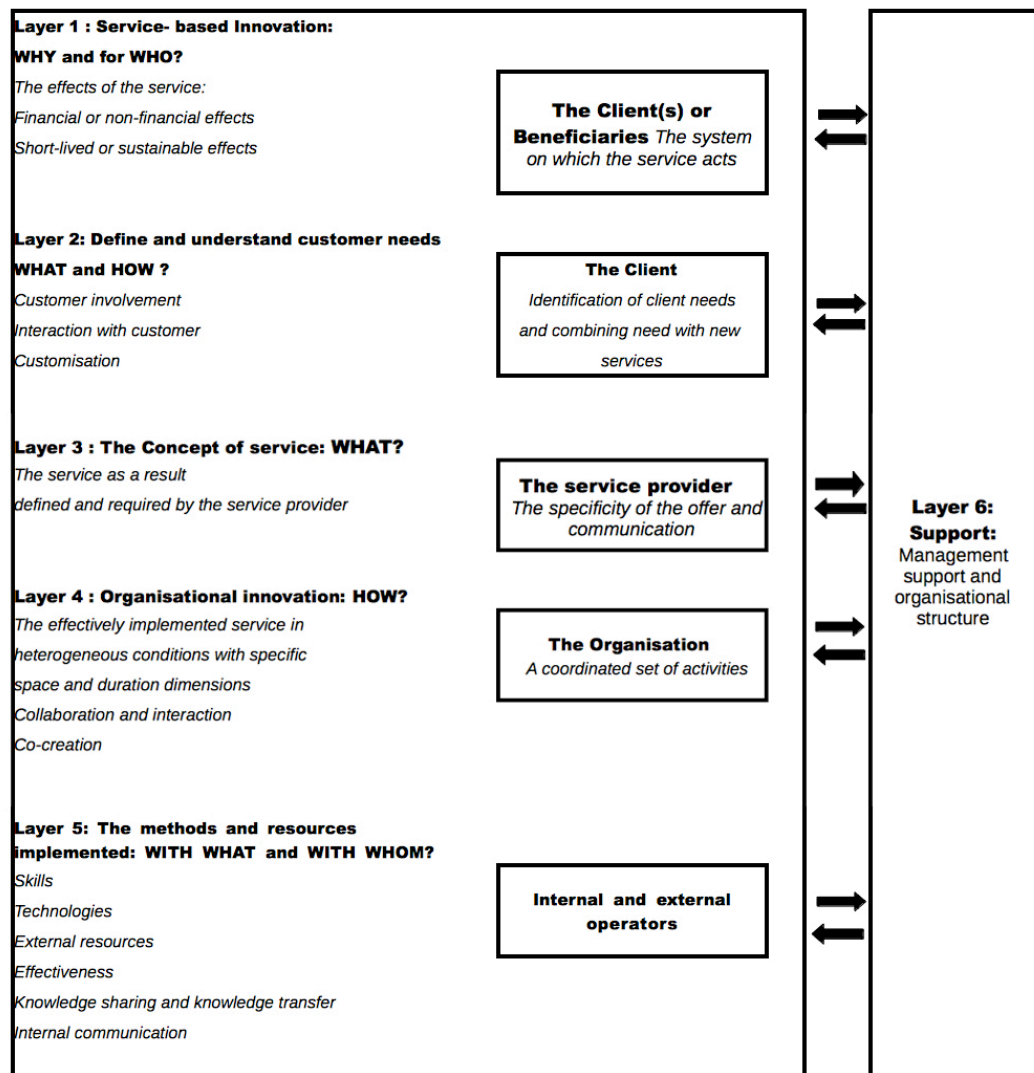 Layer 1 : Service- based Innovation:
WHY and for WHO?
The effects of the service:
Financial or non-financial effects
Short-lived or sustainable effects
The Client(s) or
Beneficiaries The system
on which the service acts
Layer 2: Define and understand customer needs
WHAT and HOW ?
Customer involvement
Interaction with customer
Customisation
The Client
Identification of client needs
and combining need with new
services
Layer 3 : The Concept of service: WHAT?
The service as a result
defined and required by the service provider
The service provider
The specificity of the offer and
communication
Layer 4 : Organisational innovation: HOW?
The effectively implemented service in
heterogeneous conditions with specific
space and duration dimensions
Collaboration and interaction
Co-creation
The Organisation
A coordinated set of activities
Layer 5: The methods and resources
implemented: WITH WHAT and WITH WHOM?
Skills
Technologies
External resources
Effectiveness
Knowledge sharing and knowledge transfer
Internal communication
Internal and external
operators
Layer 6:
Support:
Management
support and
organisational
structure